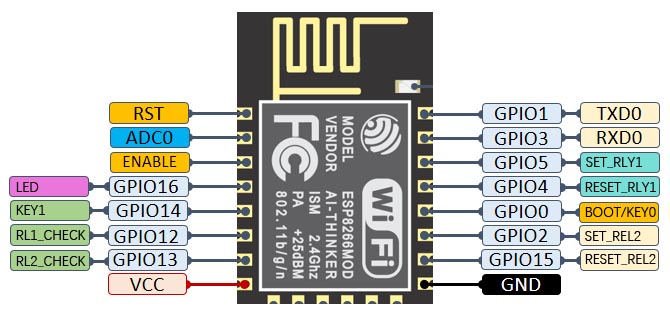 RST
ADC0
ENABLE
LED GPIO16
KEY1 GPIO14
RL1_CHECK GPIO12
RL2_CHECK GPIO13
VCC
FC
MODEL
VENDOR
ESP8266MOD
AI-THINKER
ISM 2.4Ghz
PA +25dBM
802.11b/g/n
WiFi
GPIO1 TXD0
GPIO3 RXD0
GPIO5 SET_RLY1
GPIO4 RESET_RLY1
GPIO0 BOOT/KEY0
GPIO2 SET_REL2
GPIO15 RESET_REL2
GND